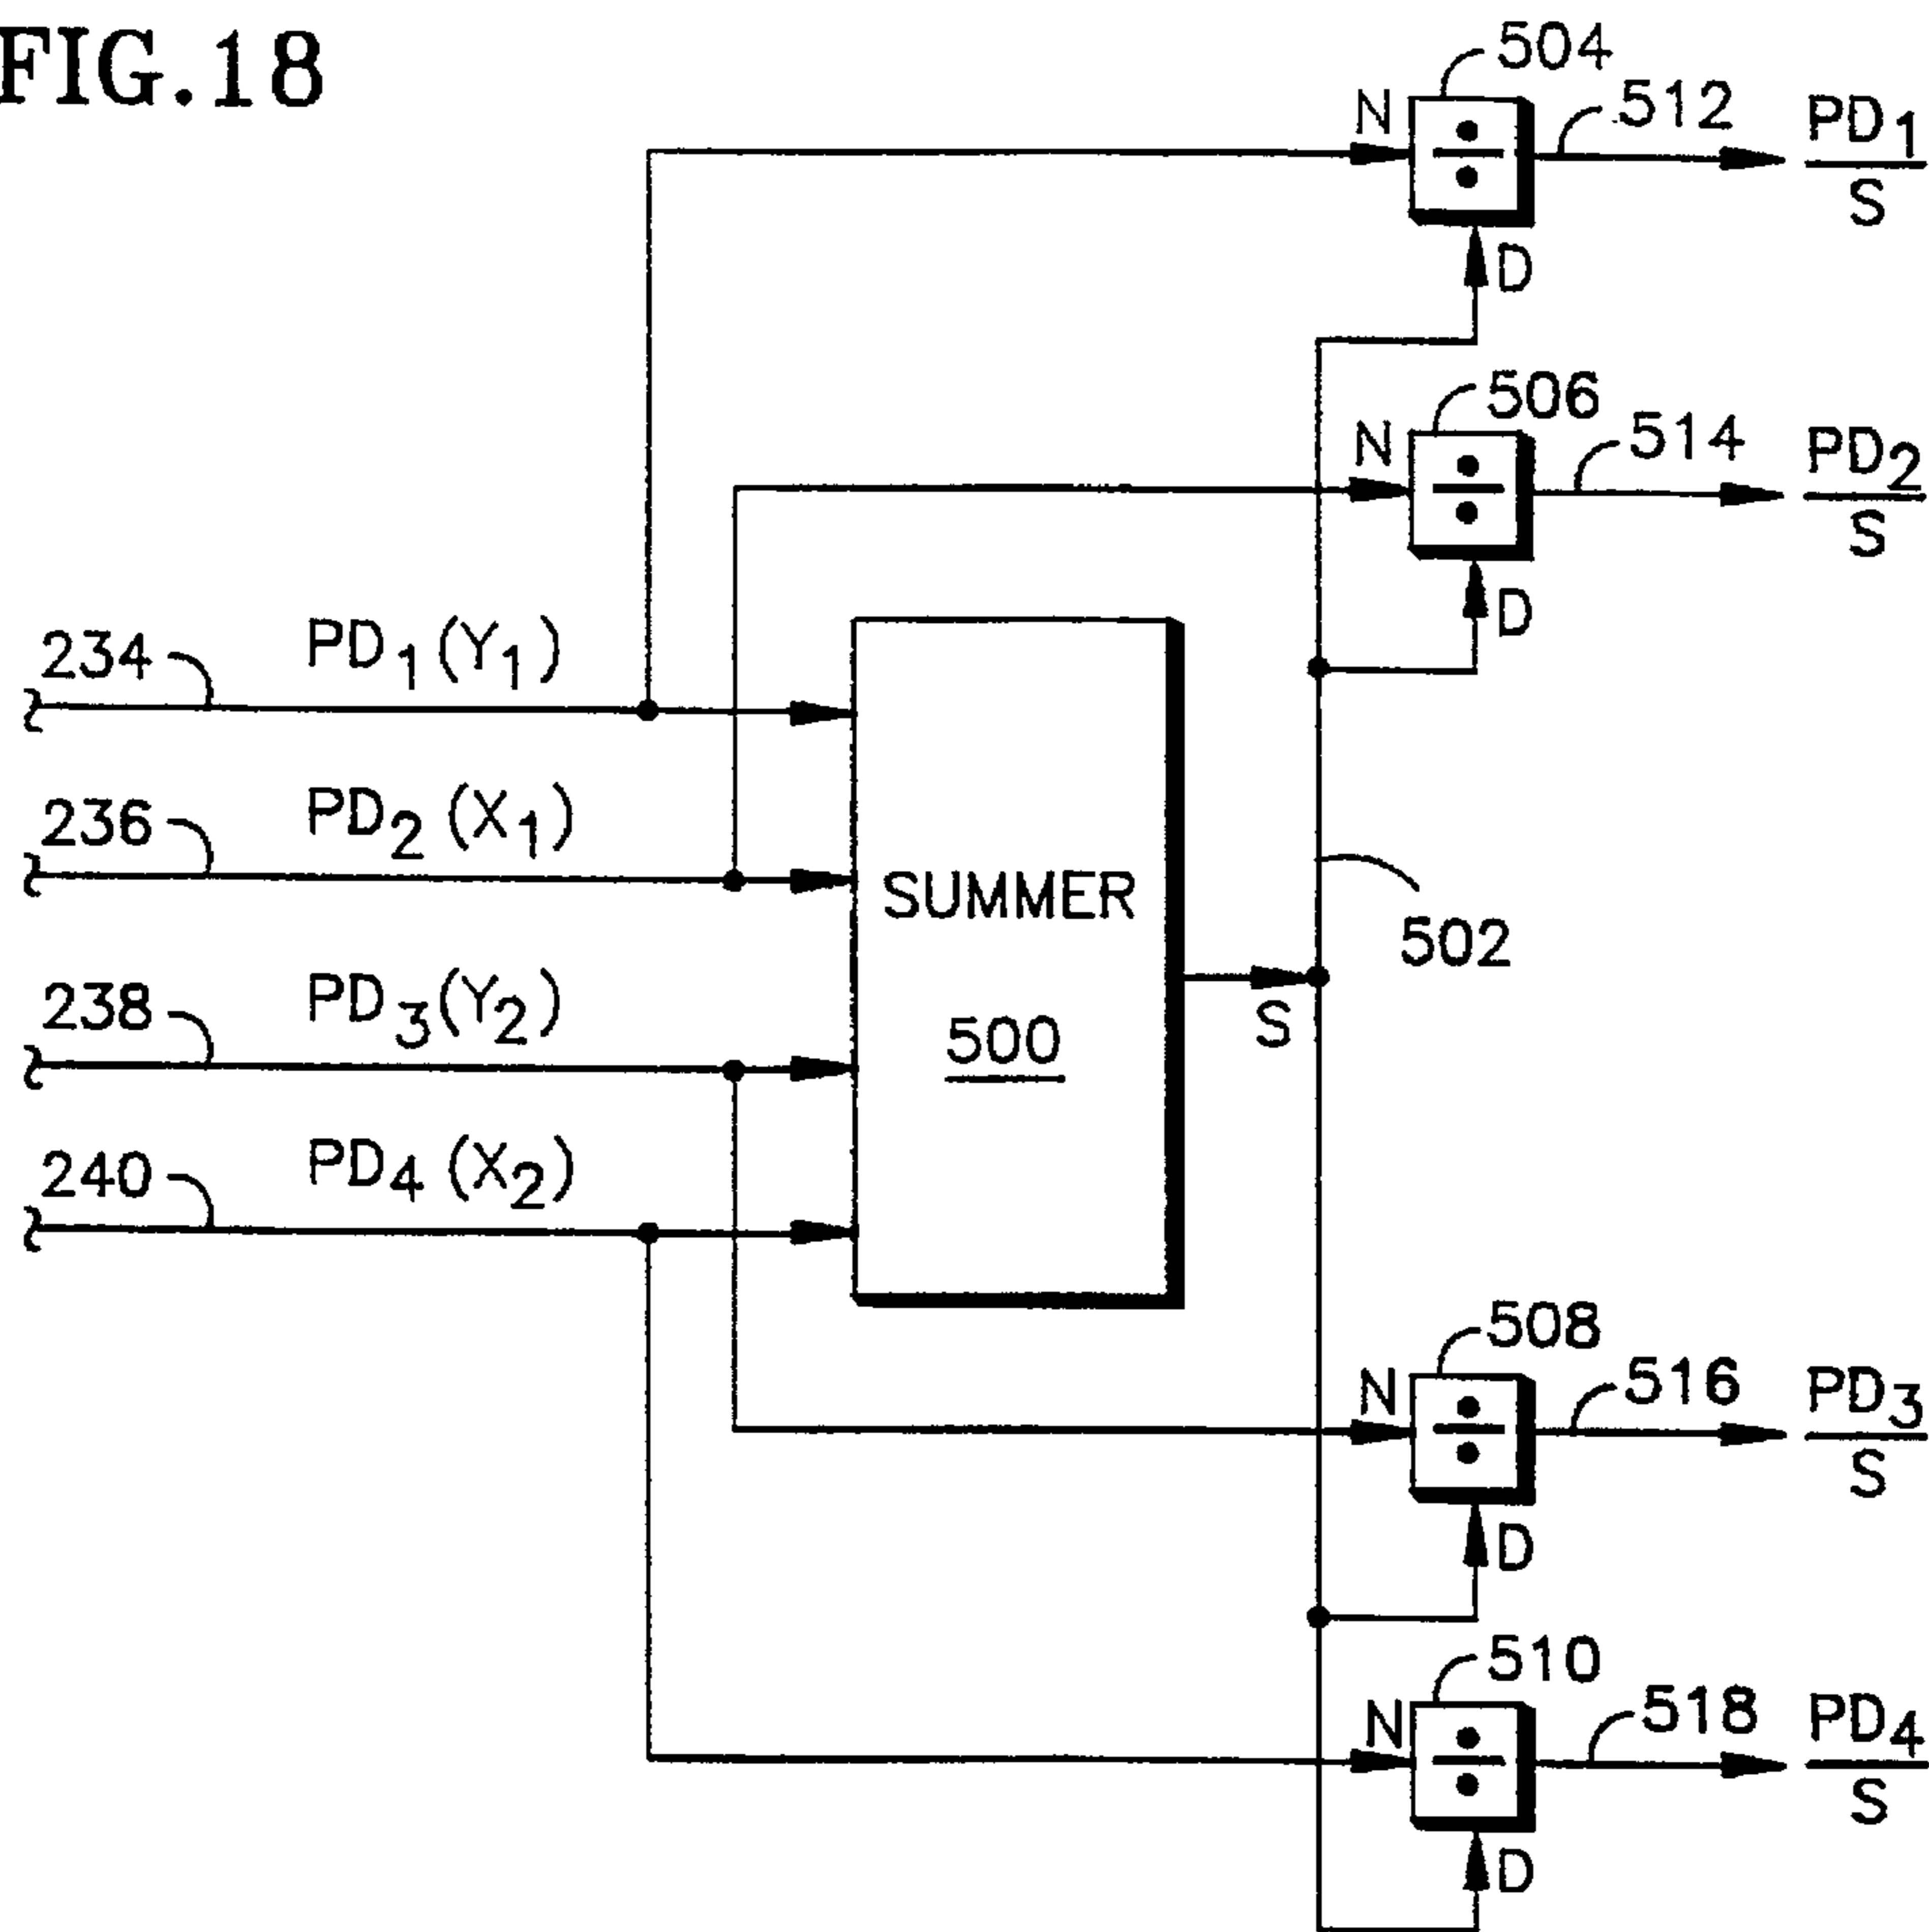 FIG.18
504
N
÷
512
PD1
S
D
506
N
÷
514
PD2
S
D
234
PD1(Y1)
236
PD2(X1)
238
PD3(Y2)
240
PD4(X2)
SUMMER
500
S
502
508
N
÷
516
PD3
S
D
510
N
÷
518
PD4
S
D